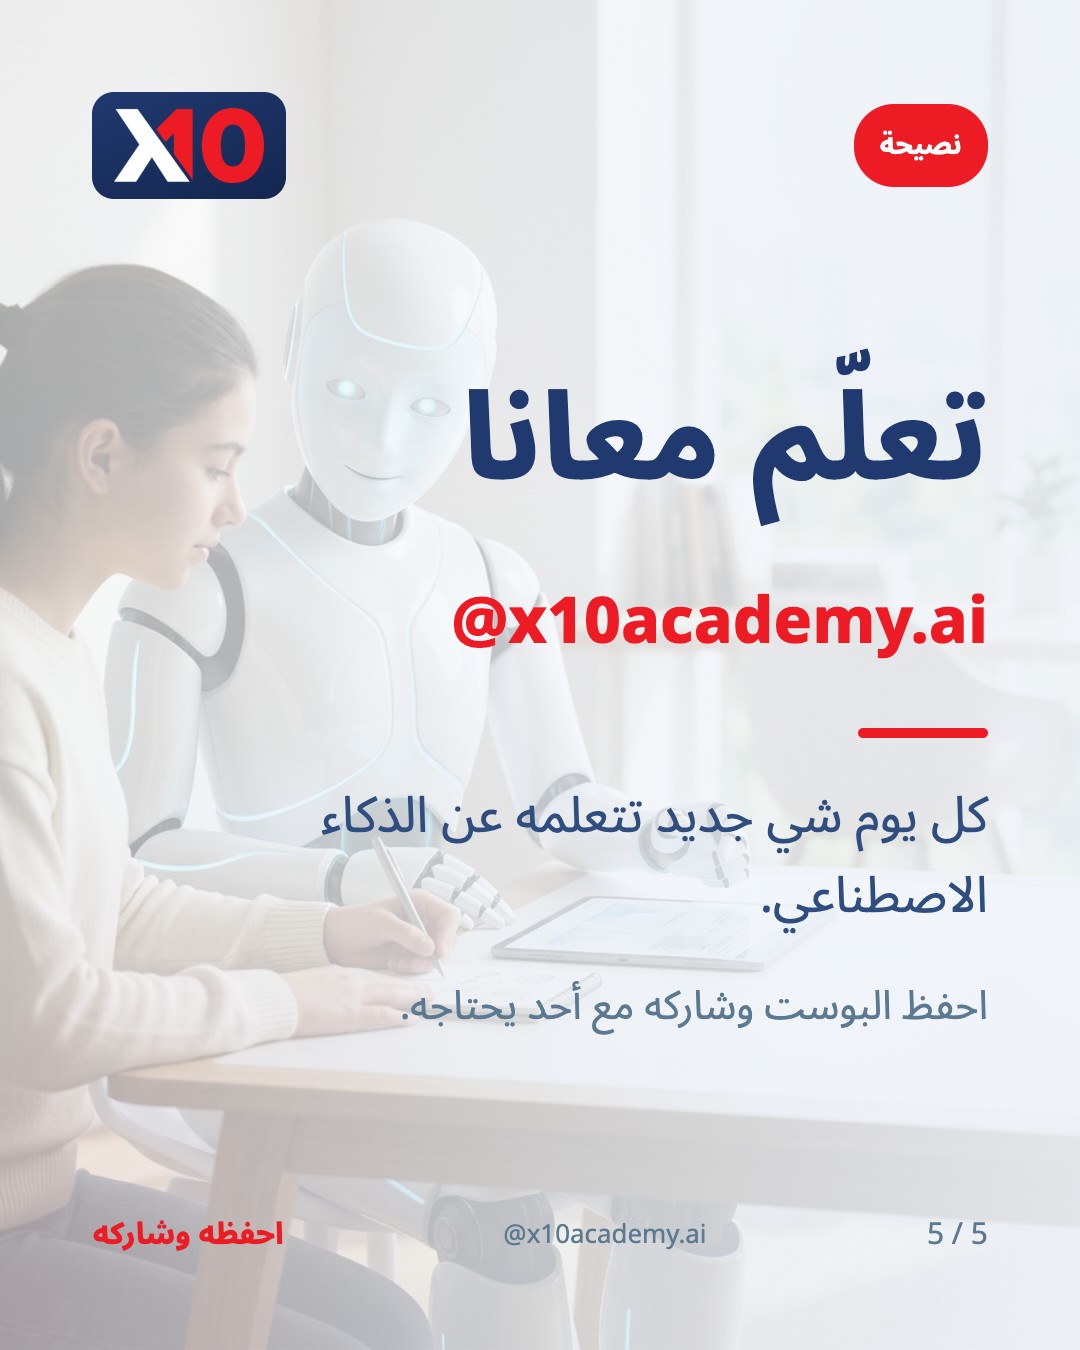 X10
نصيحة
تعلّم معانا
@x10academy.ai
كل يوم شي جديد تتعلمه عن الذكاء
الاصطناعي.
احفظ البوست وشاركه مع أحد يحتاجه.
احفظه وشاركه
@x10academy.ai
5 / 5